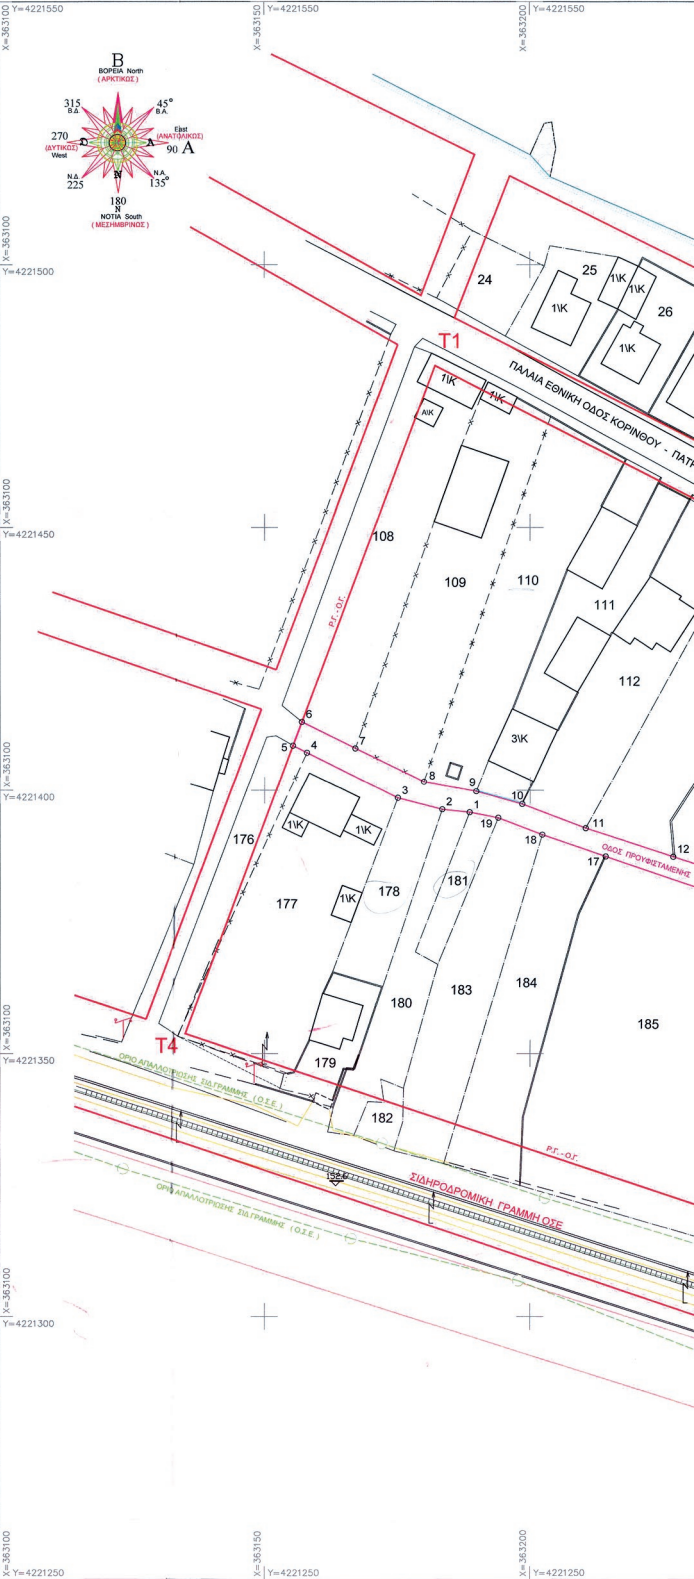 X=363100
Y=4221550
X=363150
Y=4221550
X=363200
Y=4221550
B
ΒΟΡΕΙΑ North
(ΑΡΚΤΙΚΟΣ)
315
Β.Δ.
45°
Β.Α.
270
(ΔΥΤΙΚΟΣ)
West
East
(ΑΝΑΤΟΛΙΚΟΣ)
90 A
Ν.Δ.
225
Ν.Α.
135°
180
N
ΝΟΤΙΑ South
(ΜΕΣΗΜΒΡΙΝΟΣ)
X=363100
Y=4221500
24
25
1\K
1\K
1\K
26
1\K
T1
ΠΑΛΑΙΑ ΕΘΝΙΚΗ ΟΔΟΣ ΚΟΡΙΝΘΟΥ - ΠΑΤΡ
1\K
1\K
A\K
X=363100
Y=4221450
108
109
110
111
112
Ρ.Γ. - Ο.Γ.
3\K
6
5
4
7
8
9
10
11
12
3
2
1
19
18
17
ΟΔΟΣ ΠΡΟΥΦΙΣΤΑΜΕΝΗΣ
X=363100
Y=4221400
176
1\K
1\K
177
1\K
178
181
180
183
184
185
X=363100
Y=4221350
T4
179
182
ΟΡΙΟ ΑΠΑΛΛΟΤΡΙΩΣΗΣ ΣΙΔ.ΓΡΑΜΜΗΣ (Ο.Σ.Ε.)
Ρ.Γ. - Ο.Γ.
ΣΙΔΗΡΟΔΡΟΜΙΚΗ ΓΡΑΜΜΗ ΟΣΕ
ΟΡΙΟ ΑΠΑΛΛΟΤΡΙΩΣΗΣ ΣΙΔ.ΓΡΑΜΜΗΣ (Ο.Σ.Ε.)
X=363100
Y=4221300
X=363100
Y=4221250
X=363150
Y=4221250
X=363200
Y=4221250